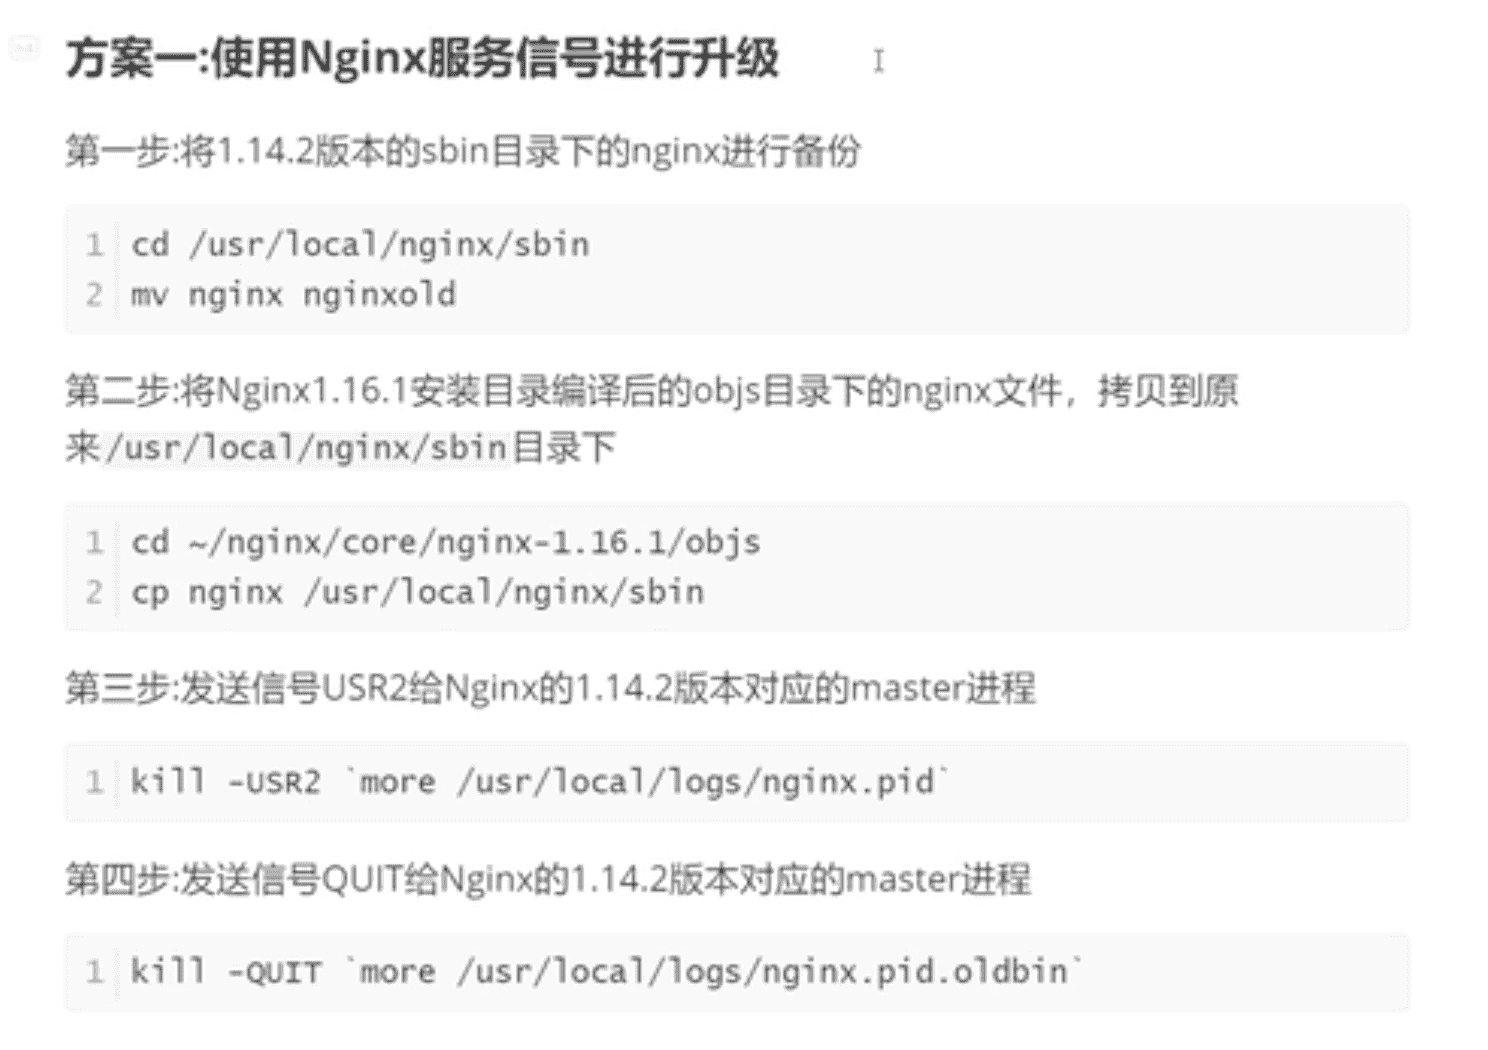 方案一:使用Nginx服务信号进行升级
第一步:将1.14.2版本的sbin目录下的nginx进行备份
1 cd /usr/local/nginx/sbin
2 mv nginx nginxold
第二步:将Nginx1.16.1安装目录编译后的objs目录下的nginx文件，拷贝到原
来/usr/local/nginx/sbin目录下
1 cd ~/nginx/core/nginx-1.16.1/objs
2 cp nginx /usr/local/nginx/sbin
第三步:发送信号USR2给Nginx的1.14.2版本对应的master进程
1 kill -USR2 `more /usr/local/logs/nginx.pid`
第四步:发送信号QUIT给Nginx的1.14.2版本对应的master进程
1 kill -QUIT `more /usr/local/logs/nginx.pid.oldbin`